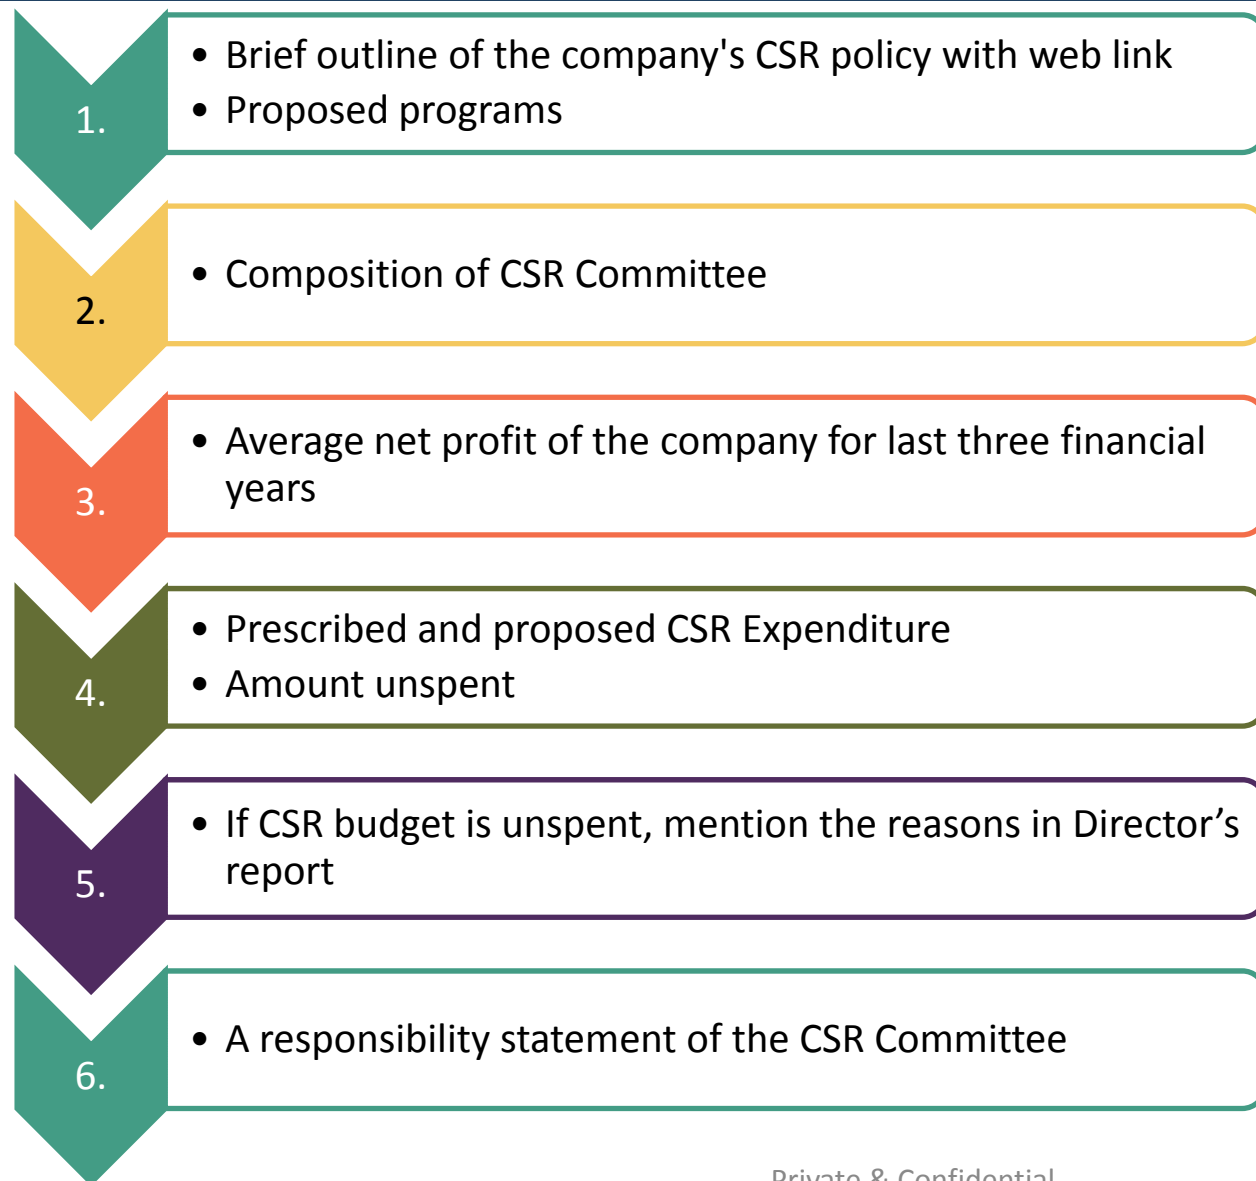 1.
• Brief outline of the company's CSR policy with web link
• Proposed programs
2.
• Composition of CSR Committee
3.
• Average net profit of the company for last three financial
years
4.
• Prescribed and proposed CSR Expenditure
• Amount unspent
5.
• If CSR budget is unspent, mention the reasons in Director’s
report
6.
• A responsibility statement of the CSR Committee
Private & Confidential